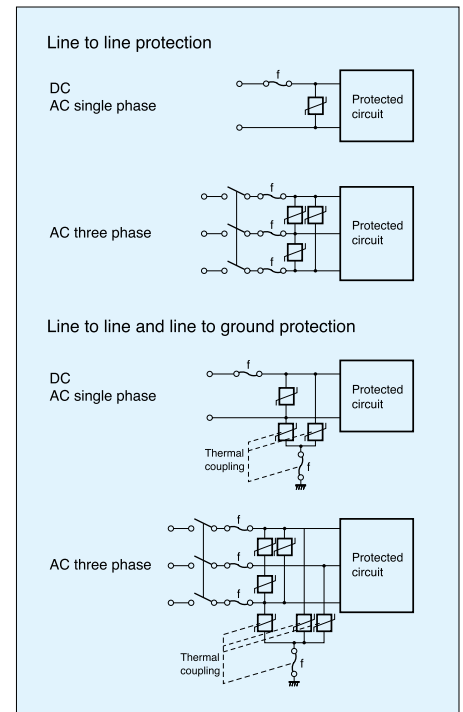 Line to line protection
f
DC
AC single phase
Protected
circuit
f
f
f
AC three phase
Protected
circuit
Line to line and line to ground protection
f
DC
AC single phase
Protected
circuit
Thermal
coupling
f
f
f
f
AC three phase
Protected
circuit
Thermal
coupling
f